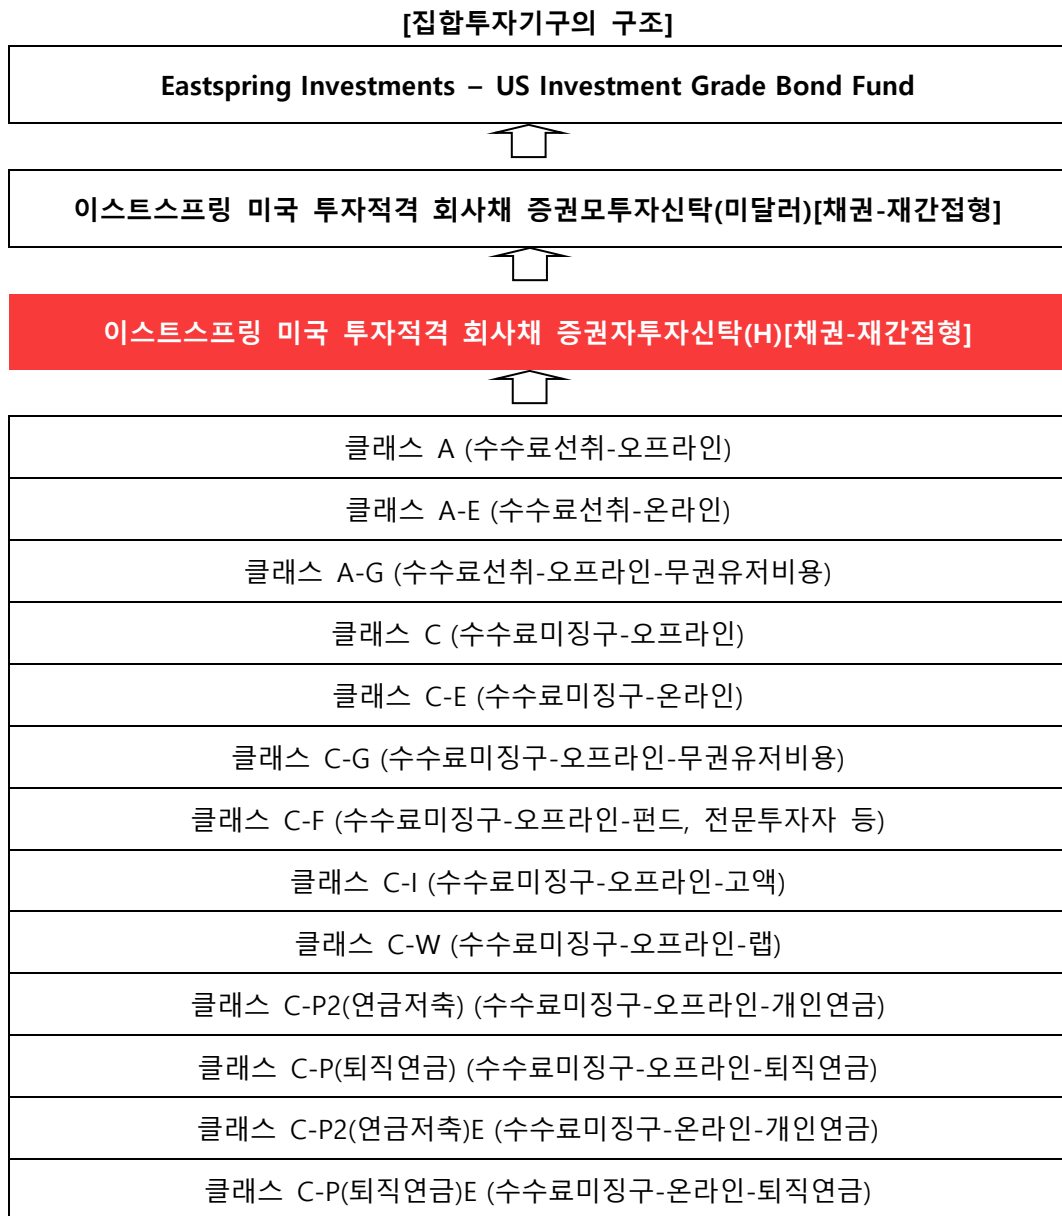 [집합투자기구의 구조]
Eastspring Investments – US Investment Grade Bond Fund
이스트스프링 미국 투자적격 회사채 증권모투자신탁(미달러)[채권-재간접형]
이스트스프링 미국 투자적격 회사채 증권자투자신탁(H)[채권-재간접형]
클래스 A (수수료선취-오프라인)
클래스 A-E (수수료선취-온라인)
클래스 A-G (수수료선취-오프라인-무권유저비용)
클래스 C (수수료미징구-오프라인)
클래스 C-E (수수료미징구-온라인)
클래스 C-G (수수료미징구-오프라인-무권유저비용)
클래스 C-F (수수료미징구-오프라인-펀드, 전문투자자 등)
클래스 C-I (수수료미징구-오프라인-고액)
클래스 C-W (수수료미징구-오프라인-랩)
클래스 C-P2(연금저축) (수수료미징구-오프라인-개인연금)
클래스 C-P(퇴직연금) (수수료미징구-오프라인-퇴직연금)
클래스 C-P2(연금저축)E (수수료미징구-온라인-개인연금)
클래스 C-P(퇴직연금)E (수수료미징구-온라인-퇴직연금)